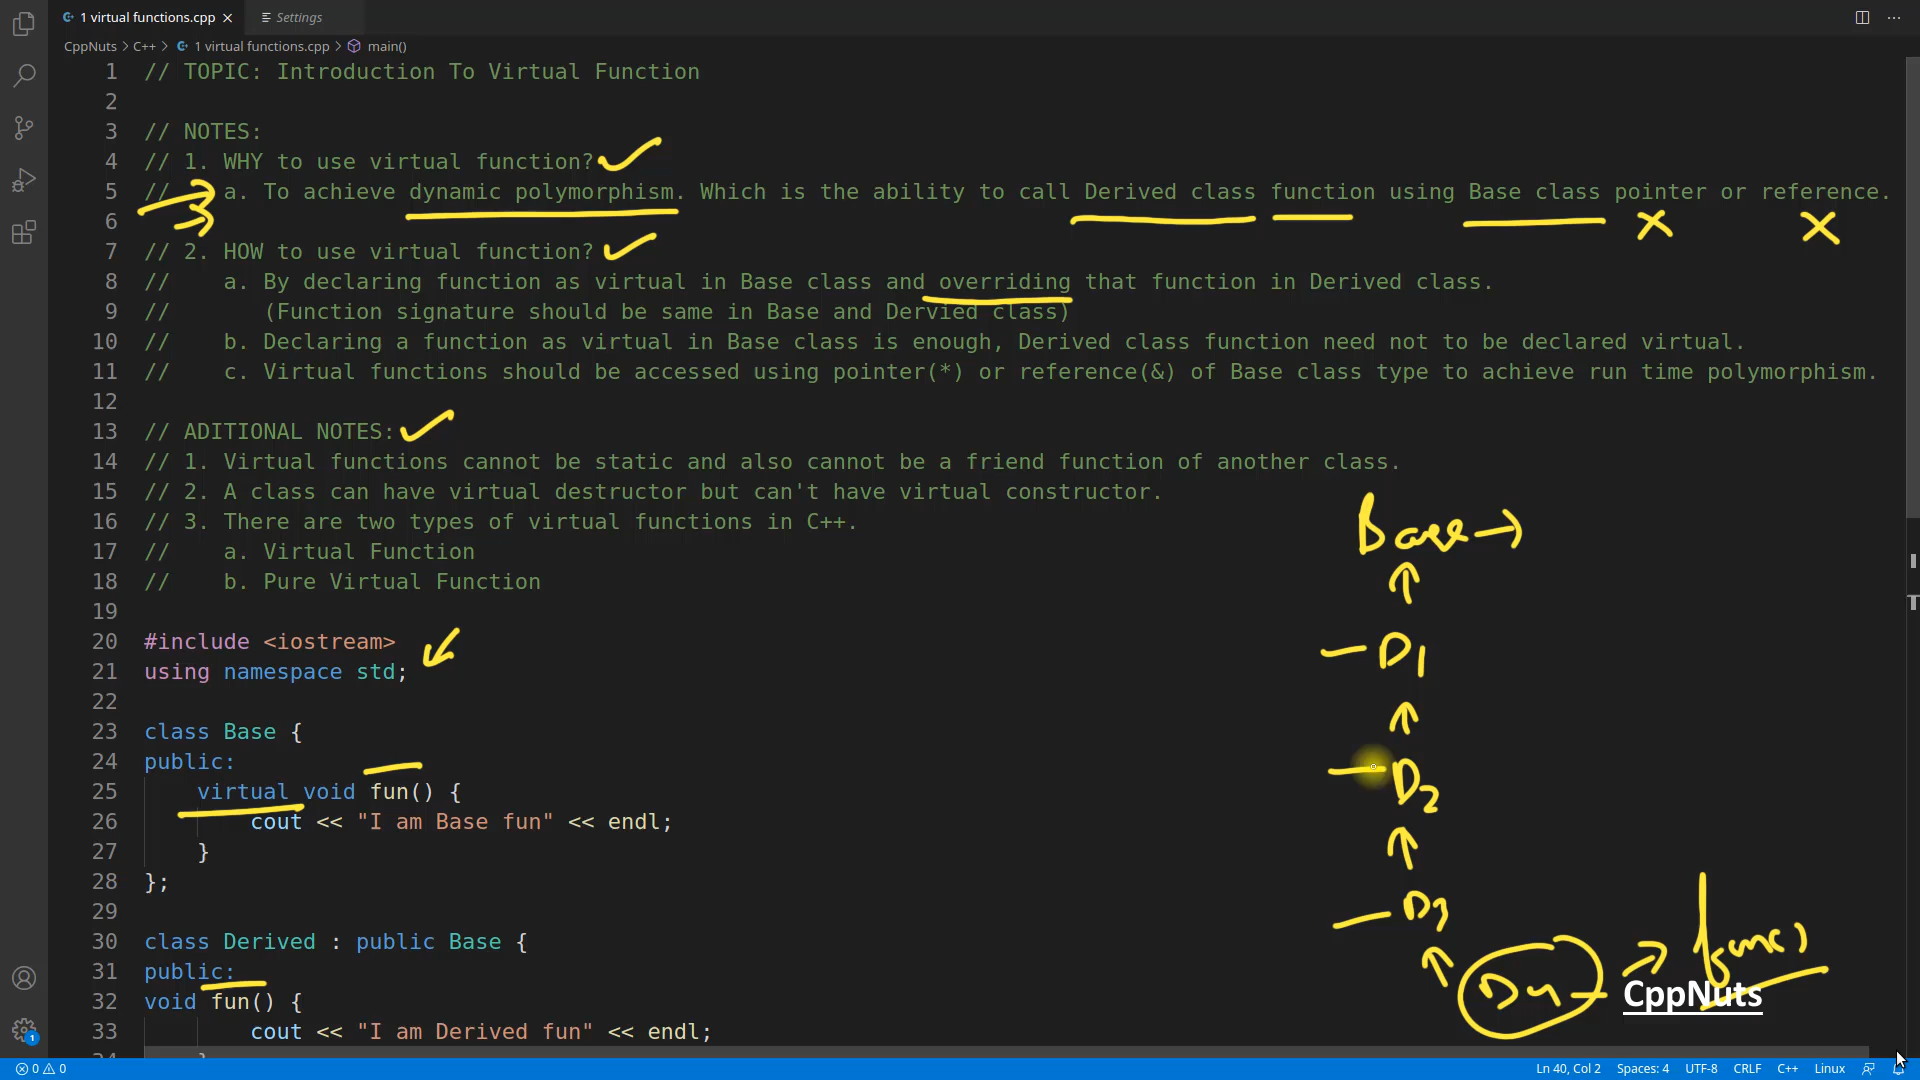 1 virtual functions.cpp
Settings
CppNuts > C++ > 1 virtual functions.cpp > main()
1 // TOPIC: Introduction To Virtual Function
2
3 // NOTES:
4 // 1. WHY to use virtual function?
5 // a. To achieve dynamic polymorphism. Which is the ability to call Derived class function using Base class pointer or reference.
6
7 // 2. HOW to use virtual function?
8 // a. By declaring function as virtual in Base class and overriding that function in Derived class.
9 // (Function signature should be same in Base and Dervied class)
10 // b. Declaring a function as virtual in Base class is enough, Derived class function need not to be declared virtual.
11 // c. Virtual functions should be accessed using pointer(*) or reference(&) of Base class type to achieve run time polymorphism.
12
13 // ADITIONAL NOTES:
14 // 1. Virtual functions cannot be static and also cannot be a friend function of another class.
15 // 2. A class can have virtual destructor but can't have virtual constructor.
16 // 3. There are two types of virtual functions in C++.
17 // a. Virtual Function
18 // b. Pure Virtual Function
19
20 #include <iostream>
21 using namespace std;
22
23 class Base {
24 public:
25 virtual void fun() {
26 cout << "I am Base fun" << endl;
27 }
28 };
29
30 class Derived : public Base {
31 public:
32 void fun() {
33 cout << "I am Derived fun" << endl;
Base
D1
D2
D3
D4
CppNuts
0 0
1
Ln 40, Col 2 Spaces: 4 UTF-8 CRLF C++ Linux